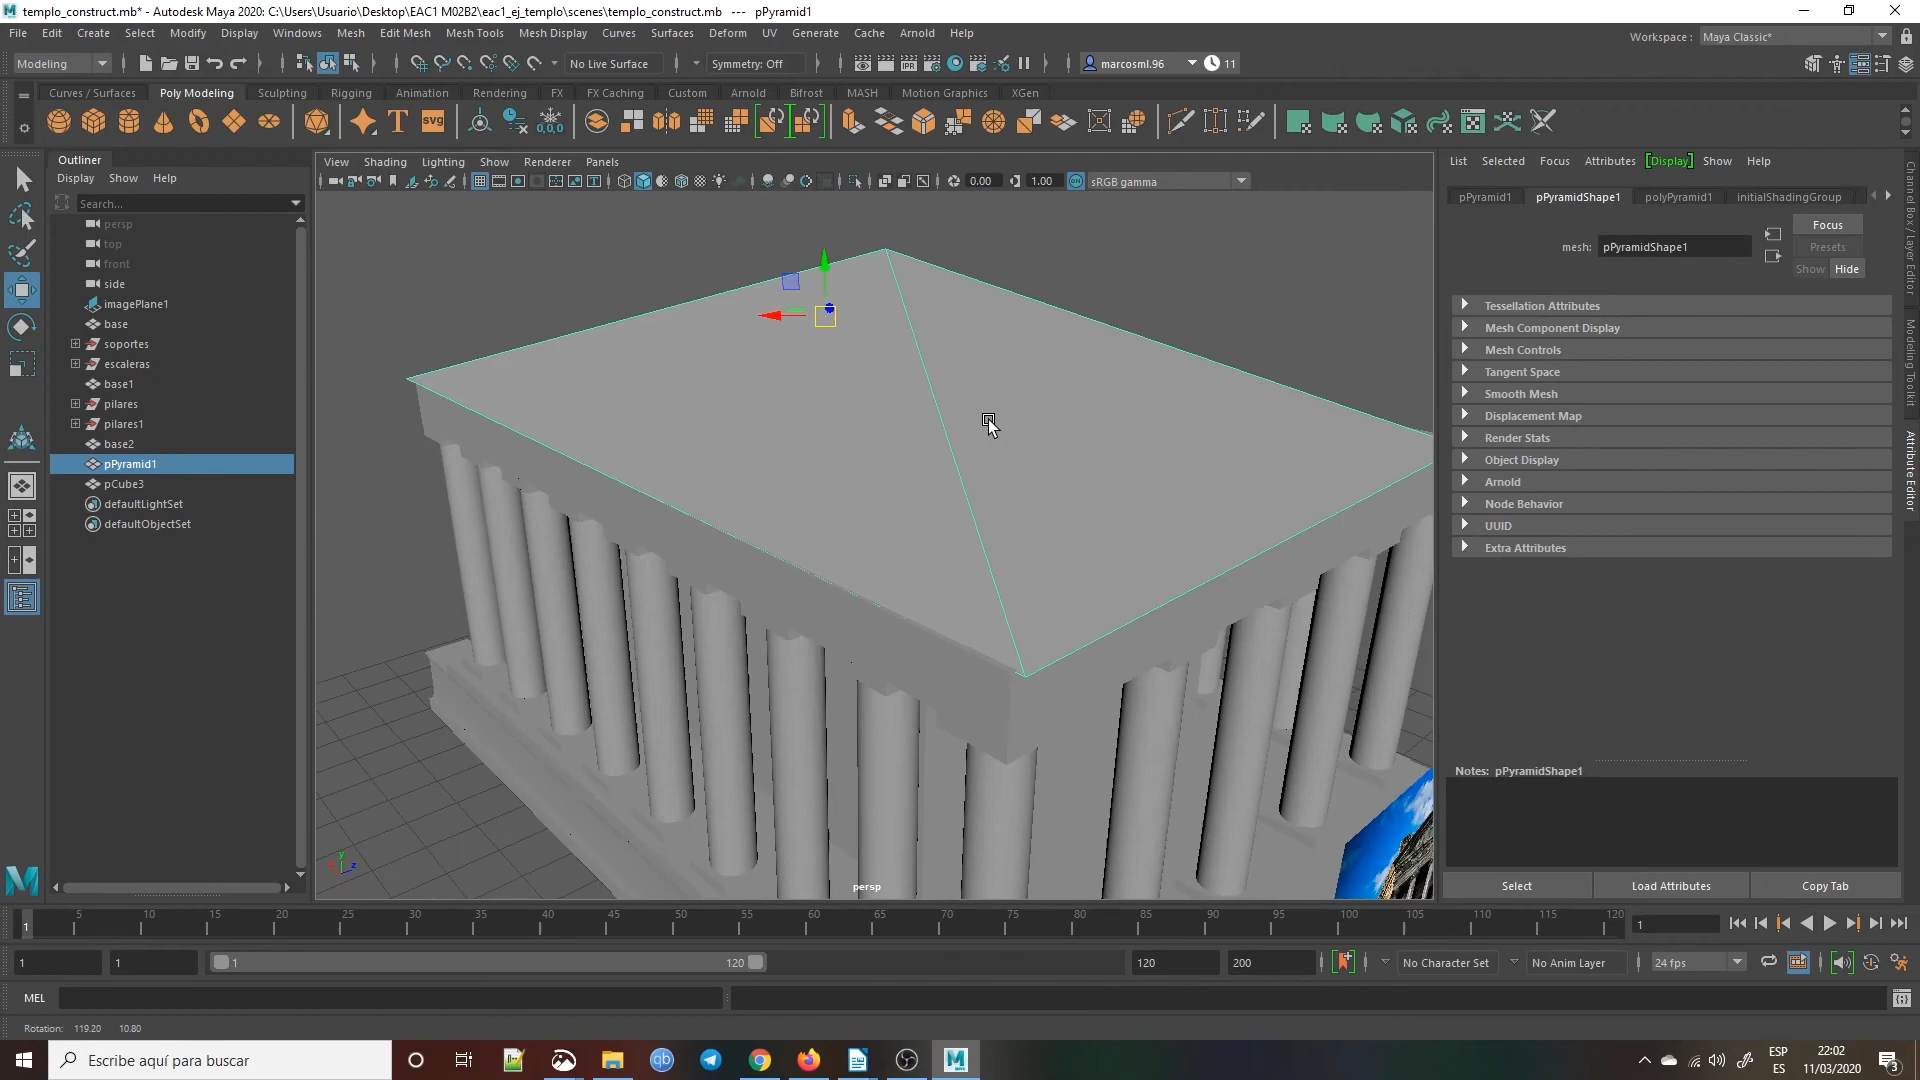 templo_construct.mb* - Autodesk Maya 2020: C:\Users\Usuario\Desktop\EAC1 M02B2\eac1_ej_templo\scenes\templo_construct.mb --- pPyramid1
File Edit Create Select Modify Display Windows Mesh Edit Mesh Mesh Tools Mesh Display Curves Surfaces Deform UV Generate Cache Arnold Help
Workspace : Maya Classic*
Modeling
No Live Surface
Symmetry: Off
IPR
marcosml.96
11
Curves / Surfaces Poly Modeling Sculpting Rigging Animation Rendering FX FX Caching Custom Arnold Bifrost MASH Motion Graphics XGen
T
svg
0,0,0
Outliner
Display Show Help
Search...
persp
top
front
side
imagePlane1
base
soportes
escaleras
base1
pilares
pilares1
base2
pPyramid1
pCube3
defaultLightSet
defaultObjectSet
View Shading Lighting Show Renderer Panels
0.00
1.00
ON
sRGB gamma
y
z
persp
List Selected Focus Attributes Display Show Help
pPyramid1 pPyramidShape1 polyPyramid1 initialShadingGroup
mesh: pPyramidShape1
Focus
Presets
Show Hide
Tessellation Attributes
Mesh Component Display
Mesh Controls
Tangent Space
Smooth Mesh
Displacement Map
Render Stats
Object Display
Arnold
Node Behavior
UUID
Extra Attributes
Notes: pPyramidShape1
Select Load Attributes Copy Tab
Channel Box / Layer Editor
Modeling Toolkit
Attribute Editor
1 5 10 15 20 25 30 35 40 45 50 55 60 65 70 75 80 85 90 95 100 105 110 115 120
1
1 1 1 120 120 200
No Character Set
No Anim Layer
24 fps
MEL
Rotation: 119.20 10.80
Escribe aquí para buscar
qb
ESP
ES
22:02
11/03/2020
3